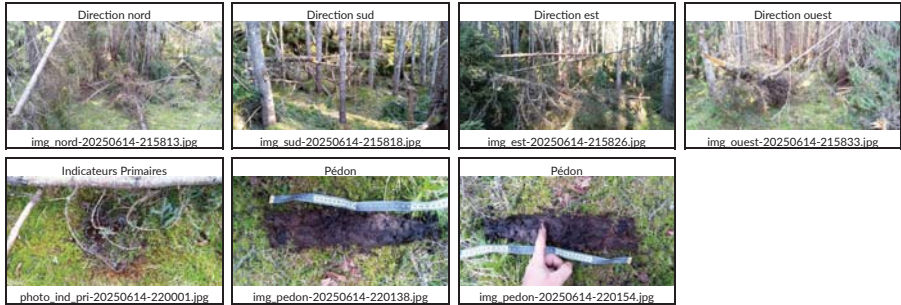 Direction nord
Direction sud
Direction est
Direction ouest
img_nord-20250614-215813.jpg
img_sud-20250614-215818.jpg
img_est-20250614-215826.jpg
img_ouest-20250614-215833.jpg
Indicateurs Primaires
Pédon
Pédon
photo_ind_pri-20250614-220001.jpg
img_pedon-20250614-220138.jpg
img_pedon-20250614-220154.jpg